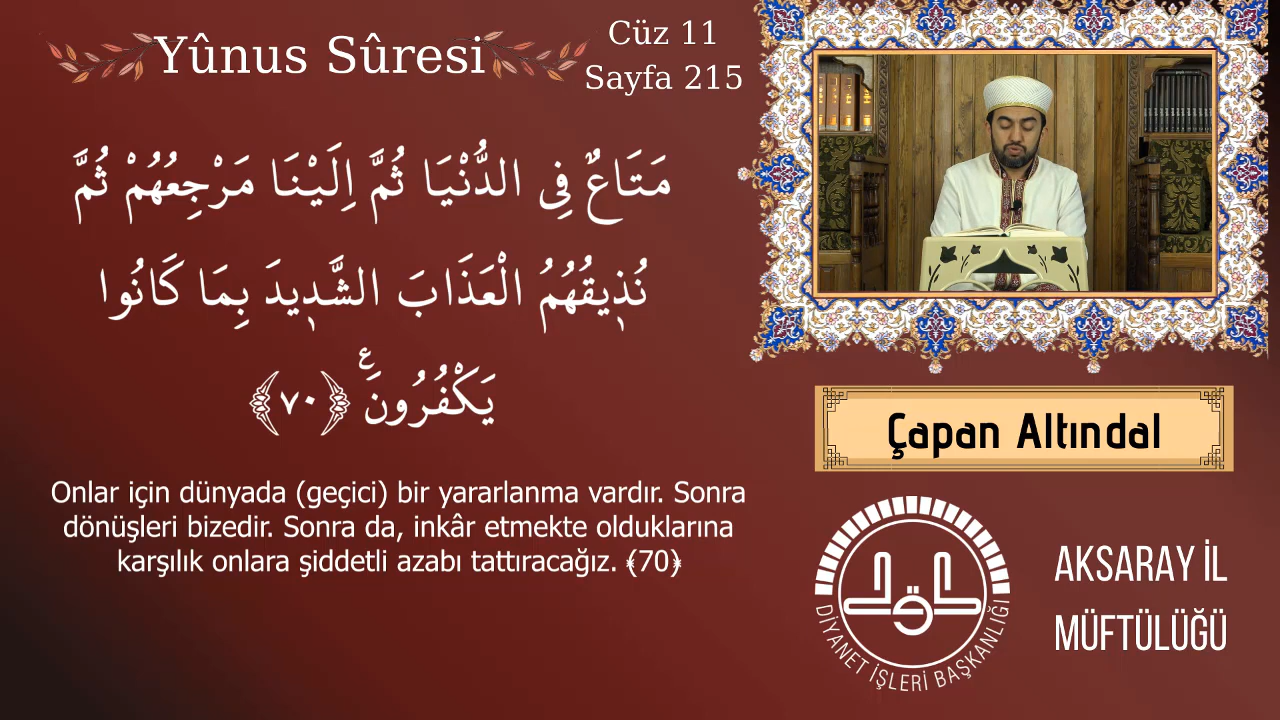 Yûnus Sûresi
Cüz 11
Sayfa 215
مَتَاعٌ فِى الدُّنْيَا ثُمَّ اِلَيْنَا مَرْجِعُهُمْ ثُمَّ
نُذ۪يقُهُمُ الْعَذَابَ الشَّد۪يدَ بِمَا كَانُوا
يَكْفُرُونَ ۟ع ﴿٧٠﴾
Onlar için dünyada (geçici) bir yararlanma vardır. Sonra
dönüşleri bizedir. Sonra da, inkâr etmekte olduklarına
karşılık onlara şiddetli azabı tattıracağız. ﴾70﴿
Çapan Altındal
DİYANET İŞLERİ BAŞKANLIĞI
AKSARAY İL
MÜFTÜLÜĞÜ